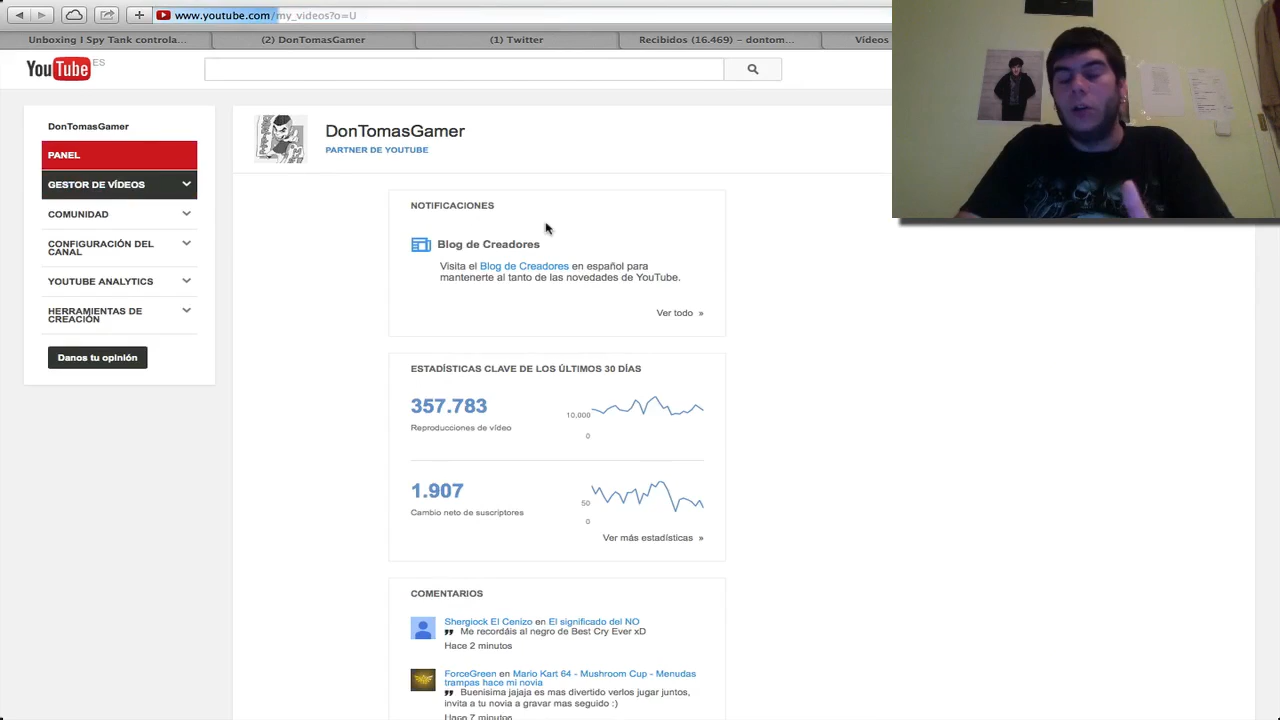 www.youtube.com/my_videos?o=U
Unboxing I Spy Tank controla...
(2) DonTomasGamer
(1) Twitter
Recibidos (16.469) – dontom...
Vídeos
YouTube ES
DonTomasGamer
PANEL
GESTOR DE VÍDEOS
COMUNIDAD
CONFIGURACIÓN DEL
CANAL
YOUTUBE ANALYTICS
HERRAMIENTAS DE
CREACIÓN
Danos tu opinión
DonTomasGamer
PARTNER DE YOUTUBE
NOTIFICACIONES
Blog de Creadores
Visita el Blog de Creadores en español para
mantenerte al tanto de las novedades de YouTube.
Ver todo »
ESTADÍSTICAS CLAVE DE LOS ÚLTIMOS 30 DÍAS
357.783
Reproducciones de vídeo
10,000
0
1.907
Cambio neto de suscriptores
50
0
Ver más estadísticas »
COMENTARIOS
Shergiock El Cenizo en El significado del NO
Me recordáis al negro de Best Cry Ever xD
Hace 2 minutos
ForceGreen en Mario Kart 64 - Mushroom Cup - Menudas
trampas hace mi novia
Buenisima jajaja es mas divertido verlos jugar juntos,
invita a tu novia a gravar mas seguido :)
Hace 7 minutos